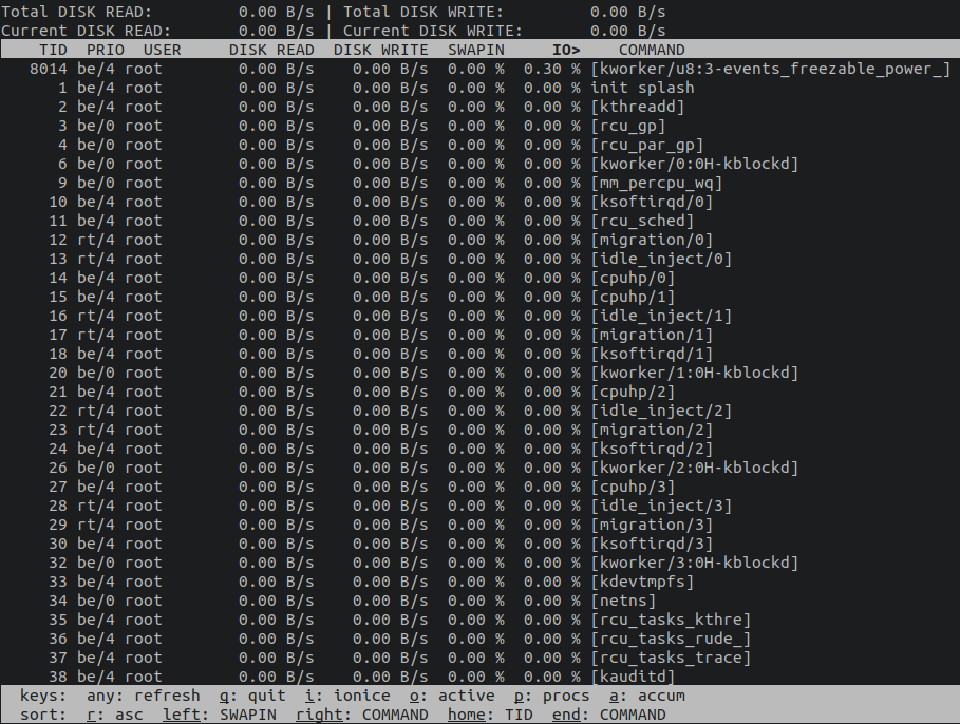 Total DISK READ:         0.00 B/s | Total DISK WRITE:         0.00 B/s
Current DISK READ:       0.00 B/s | Current DISK WRITE:       0.00 B/s
    TID  PRIO  USER     DISK READ  DISK WRITE  SWAPIN     IO>    COMMAND
   8014 be/4 root        0.00 B/s    0.00 B/s  0.00 %  0.30 % [kworker/u8:3-events_freezable_power_]
      1 be/4 root        0.00 B/s    0.00 B/s  0.00 %  0.00 % init splash
      2 be/4 root        0.00 B/s    0.00 B/s  0.00 %  0.00 % [kthreadd]
      3 be/0 root        0.00 B/s    0.00 B/s  0.00 %  0.00 % [rcu_gp]
      4 be/0 root        0.00 B/s    0.00 B/s  0.00 %  0.00 % [rcu_par_gp]
      6 be/0 root        0.00 B/s    0.00 B/s  0.00 %  0.00 % [kworker/0:0H-kblockd]
      9 be/0 root        0.00 B/s    0.00 B/s  0.00 %  0.00 % [mm_percpu_wq]
     10 be/4 root        0.00 B/s    0.00 B/s  0.00 %  0.00 % [ksoftirqd/0]
     11 be/4 root        0.00 B/s    0.00 B/s  0.00 %  0.00 % [rcu_sched]
     12 rt/4 root        0.00 B/s    0.00 B/s  0.00 %  0.00 % [migration/0]
     13 rt/4 root        0.00 B/s    0.00 B/s  0.00 %  0.00 % [idle_inject/0]
     14 be/4 root        0.00 B/s    0.00 B/s  0.00 %  0.00 % [cpuhp/0]
     15 be/4 root        0.00 B/s    0.00 B/s  0.00 %  0.00 % [cpuhp/1]
     16 rt/4 root        0.00 B/s    0.00 B/s  0.00 %  0.00 % [idle_inject/1]
     17 rt/4 root        0.00 B/s    0.00 B/s  0.00 %  0.00 % [migration/1]
     18 be/4 root        0.00 B/s    0.00 B/s  0.00 %  0.00 % [ksoftirqd/1]
     20 be/0 root        0.00 B/s    0.00 B/s  0.00 %  0.00 % [kworker/1:0H-kblockd]
     21 be/4 root        0.00 B/s    0.00 B/s  0.00 %  0.00 % [cpuhp/2]
     22 rt/4 root        0.00 B/s    0.00 B/s  0.00 %  0.00 % [idle_inject/2]
     23 rt/4 root        0.00 B/s    0.00 B/s  0.00 %  0.00 % [migration/2]
     24 be/4 root        0.00 B/s    0.00 B/s  0.00 %  0.00 % [ksoftirqd/2]
     26 be/0 root        0.00 B/s    0.00 B/s  0.00 %  0.00 % [kworker/2:0H-kblockd]
     27 be/4 root        0.00 B/s    0.00 B/s  0.00 %  0.00 % [cpuhp/3]
     28 rt/4 root        0.00 B/s    0.00 B/s  0.00 %  0.00 % [idle_inject/3]
     29 rt/4 root        0.00 B/s    0.00 B/s  0.00 %  0.00 % [migration/3]
     30 be/4 root        0.00 B/s    0.00 B/s  0.00 %  0.00 % [ksoftirqd/3]
     32 be/0 root        0.00 B/s    0.00 B/s  0.00 %  0.00 % [kworker/3:0H-kblockd]
     33 be/4 root        0.00 B/s    0.00 B/s  0.00 %  0.00 % [kdevtmpfs]
     34 be/0 root        0.00 B/s    0.00 B/s  0.00 %  0.00 % [netns]
     35 be/4 root        0.00 B/s    0.00 B/s  0.00 %  0.00 % [rcu_tasks_kthre]
     36 be/4 root        0.00 B/s    0.00 B/s  0.00 %  0.00 % [rcu_tasks_rude_]
     37 be/4 root        0.00 B/s    0.00 B/s  0.00 %  0.00 % [rcu_tasks_trace]
     38 be/4 root        0.00 B/s    0.00 B/s  0.00 %  0.00 % [kauditd]
  keys:  any: refresh  q: quit  i: ionice  o: active  p: procs  a: accum
  sort:  r: asc  left: SWAPIN  right: COMMAND  home: TID  end: COMMAND